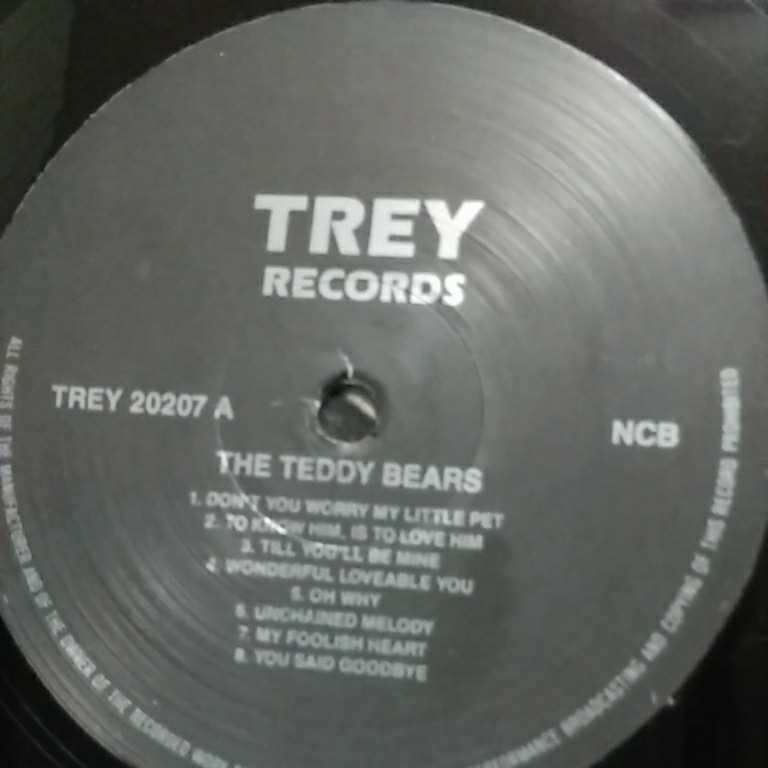 TREY
RECORDS
TREY 20207 A
NCB
THE TEDDY BEARS
1. DON'T YOU WORRY MY LITTLE PET
2. TO KNOW HIM, IS TO LOVE HIM
3. TILL YOU'LL BE MINE
4. WONDERFUL LOVEABLE YOU
5. OH WHY
6. UNCHAINED MELODY
7. MY FOOLISH HEART
8. YOU SAID GOODBYE
ALL RIGHTS OF THE MANUFACTURER AND OF THE OWNER OF THE RECORDED WORK
PERFORMANCE BROADCASTING AND COPYING OF THIS RECORD PROHIBITED